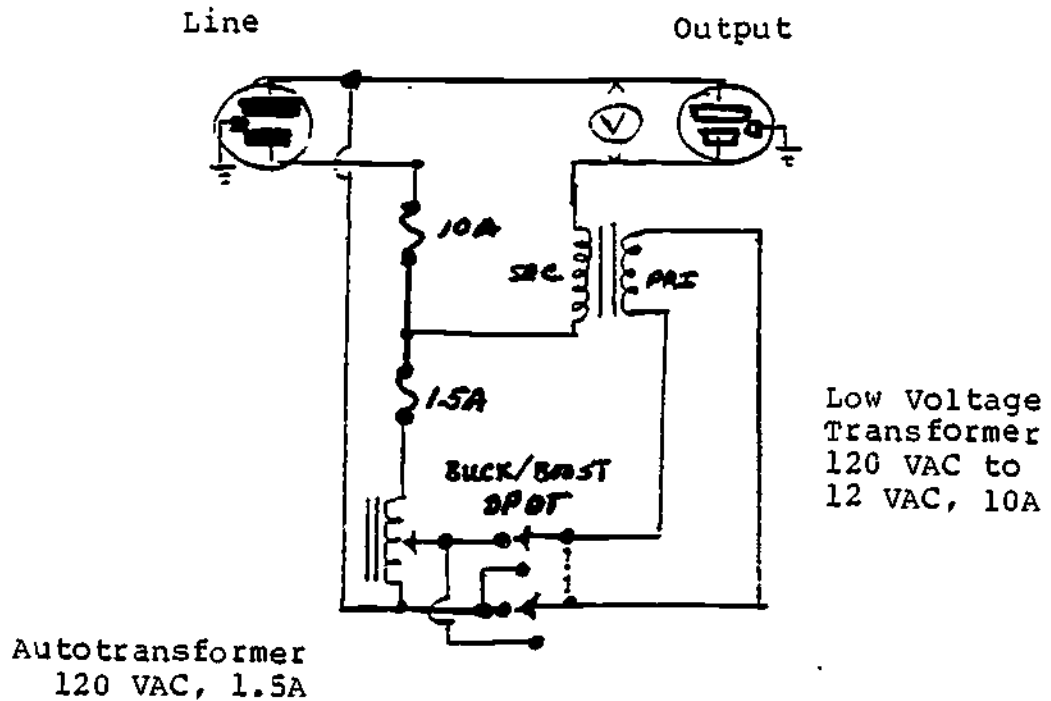 Line
Output
V
10A
SEC
PRI
1.5A
BUCK/BOOST
DPDT
Low Voltage
Transformer
120 VAC to
12 VAC, 10A
Autotransformer
120 VAC, 1.5A